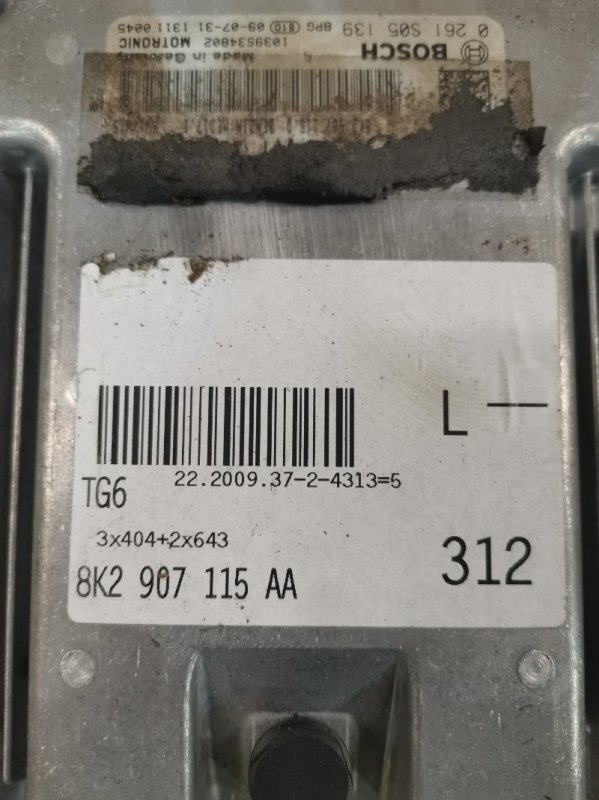 BOSCH
0 261 S05 139
1039S34802 MOTRONIC
BPG 810 09-07-31 1311 0045
Made in Germany
L —
22.2009.37-2-4313=5
TG6
3x404+2x643
8K2 907 115 AA
312